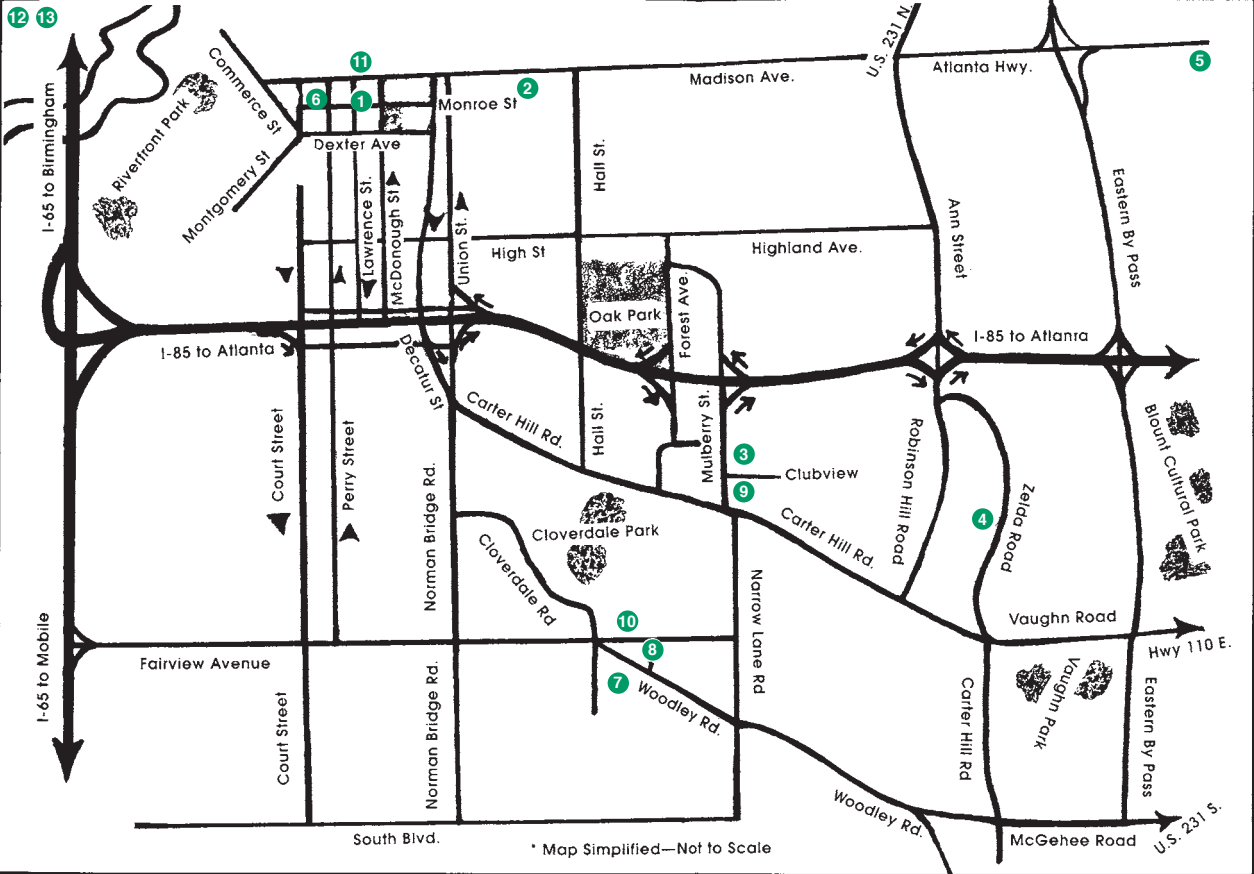 12 13
11
5
6
1
2
U.S. 231 N.
Madison Ave.
Atlanta Hwy.
Commerce St
Monroe St
I-65 to Birmingham
Riverfront Park
Dexter Ave
Montgomery St
Hall St.
Lawrence St.
McDonough St
Union St.
Ann Street
Eastern By Pass
High St
Highland Ave.
Oak Park
Forest Ave.
I-85 to Atlanta
I-85 to Atlanra
Decatur St
Carter Hill Rd.
Hall St.
Mulberry St.
Court Street
Perry Street
Norman Bridge Rd.
3
Clubview
9
Robinson Hill Road
4
Zelda Road
Blount Cultural Park
Cloverdale Park
Cloverdale Rd
Carter Hill Rd.
Narrow Lane Rd
Vaughn Road
Hwy 110 E.
I-65 to Mobile
Fairview Avenue
10
8
7
Woodley Rd.
Vaughn Park
Court Street
Norman Bridge Rd.
Carter Hill Rd
Eastern By Pass
Woodley Rd.
South Blvd.
* Map Simplified—Not to Scale
McGehee Road
U.S. 231 S.